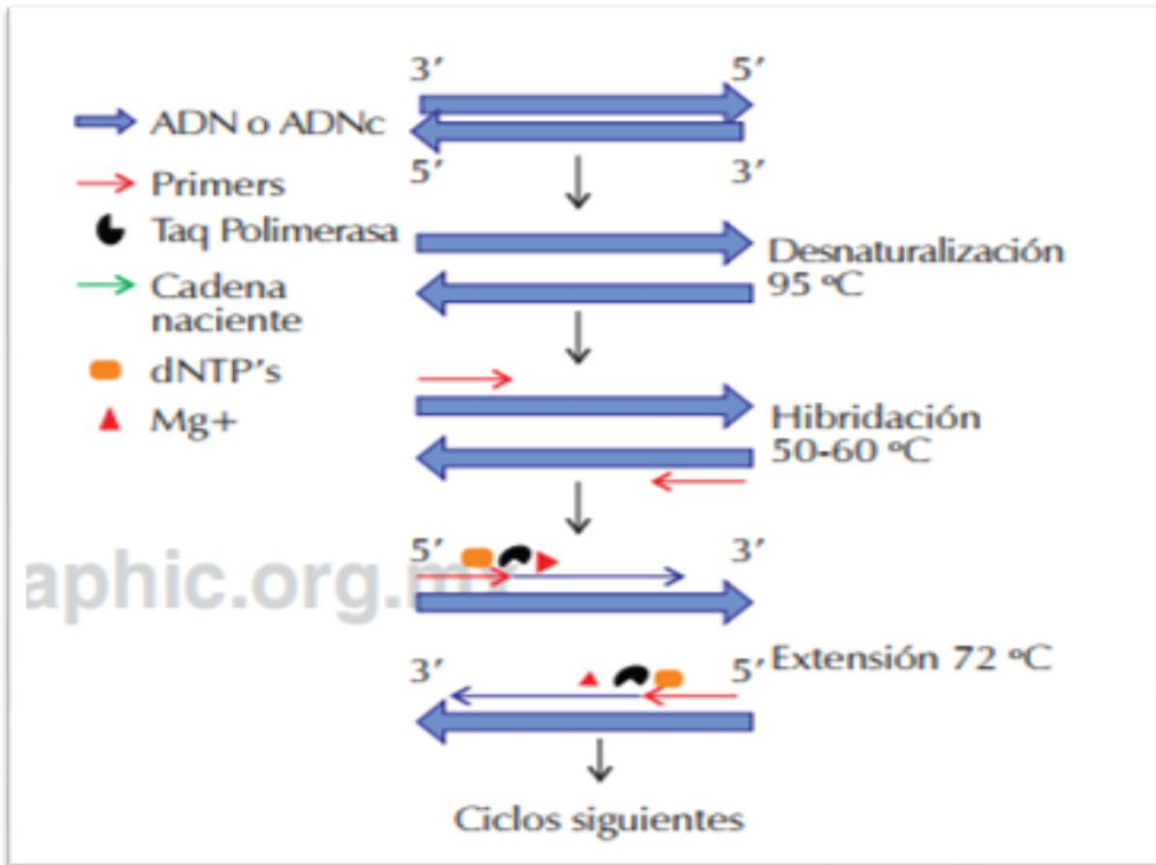 3′ 5′
ADN o ADNc
5′ 3′
Primers
Taq Polimerasa
Cadena
naciente
dNTP's
Mg+
Desnaturalización
95 ºC
Hibridación
50-60 ºC
5′ 3′
aphic.org.m
3′ 5′
Extensión 72 ºC
Ciclos siguientes